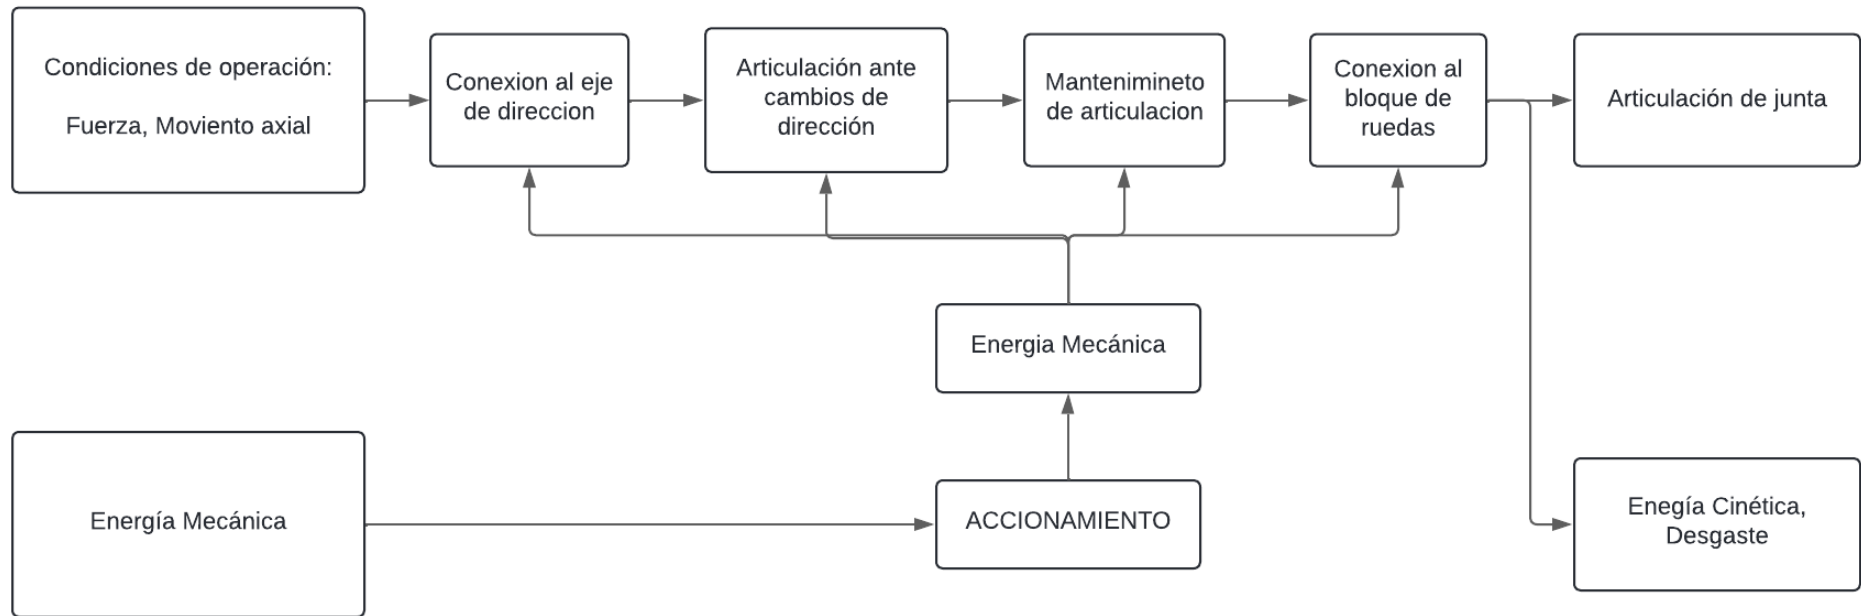 Condiciones de operación:
Fuerza, Moviento axial
Conexion al eje
de direccion
Articulación ante
cambios de
dirección
Mantenimineto
de articulacion
Conexion al
bloque de
ruedas
Articulación de junta
Energia Mecánica
Energía Mecánica
ACCIONAMIENTO
Enegía Cinética,
Desgaste